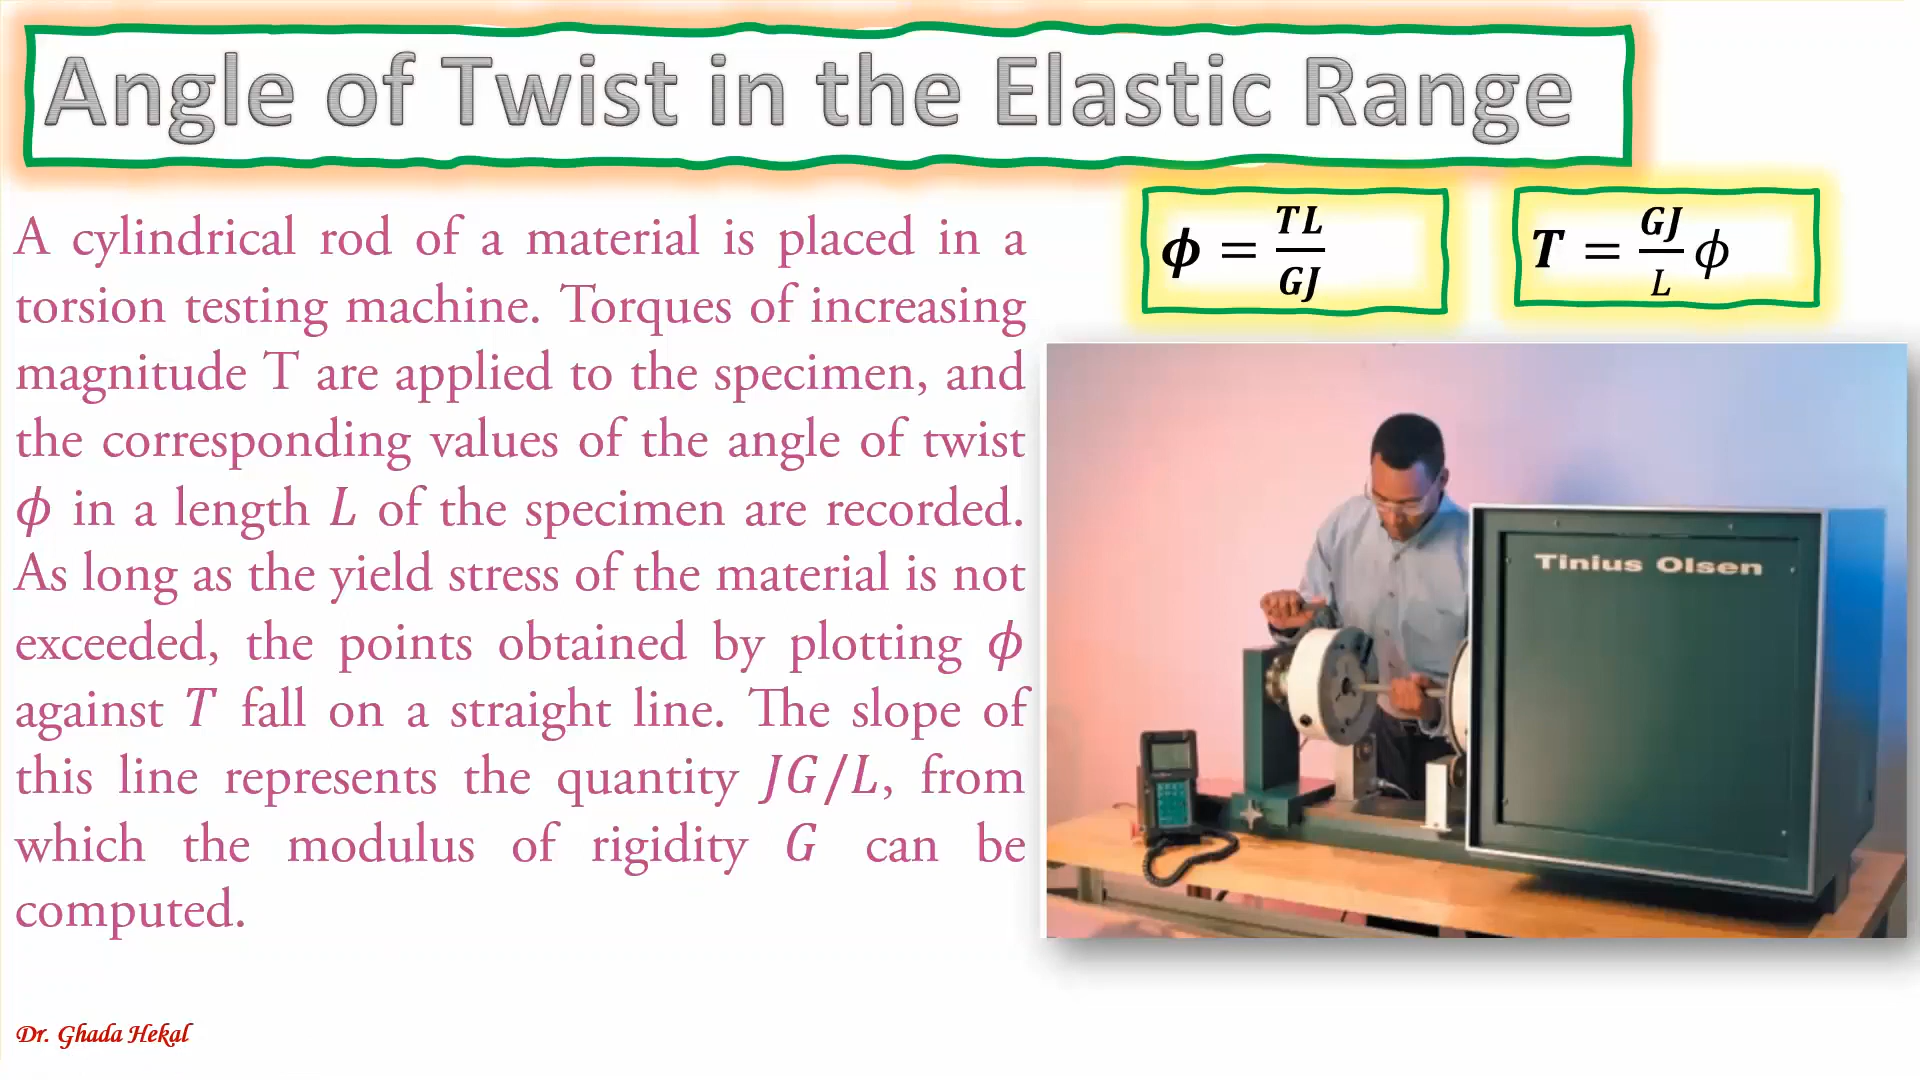 Angle of Twist in the Elastic Range
A cylindrical rod of a material is placed in a
torsion testing machine. Torques of increasing
magnitude T are applied to the specimen, and
the corresponding values of the angle of twist
ϕ in a length L of the specimen are recorded.
As long as the yield stress of the material is not
exceeded, the points obtained by plotting ϕ
against T fall on a straight line. The slope of
this line represents the quantity JG/L, from
which the modulus of rigidity G can be
computed.
ϕ = TL/GJ
T = GJ/L ϕ
Tinius Olsen
Dr. Ghada Hekal